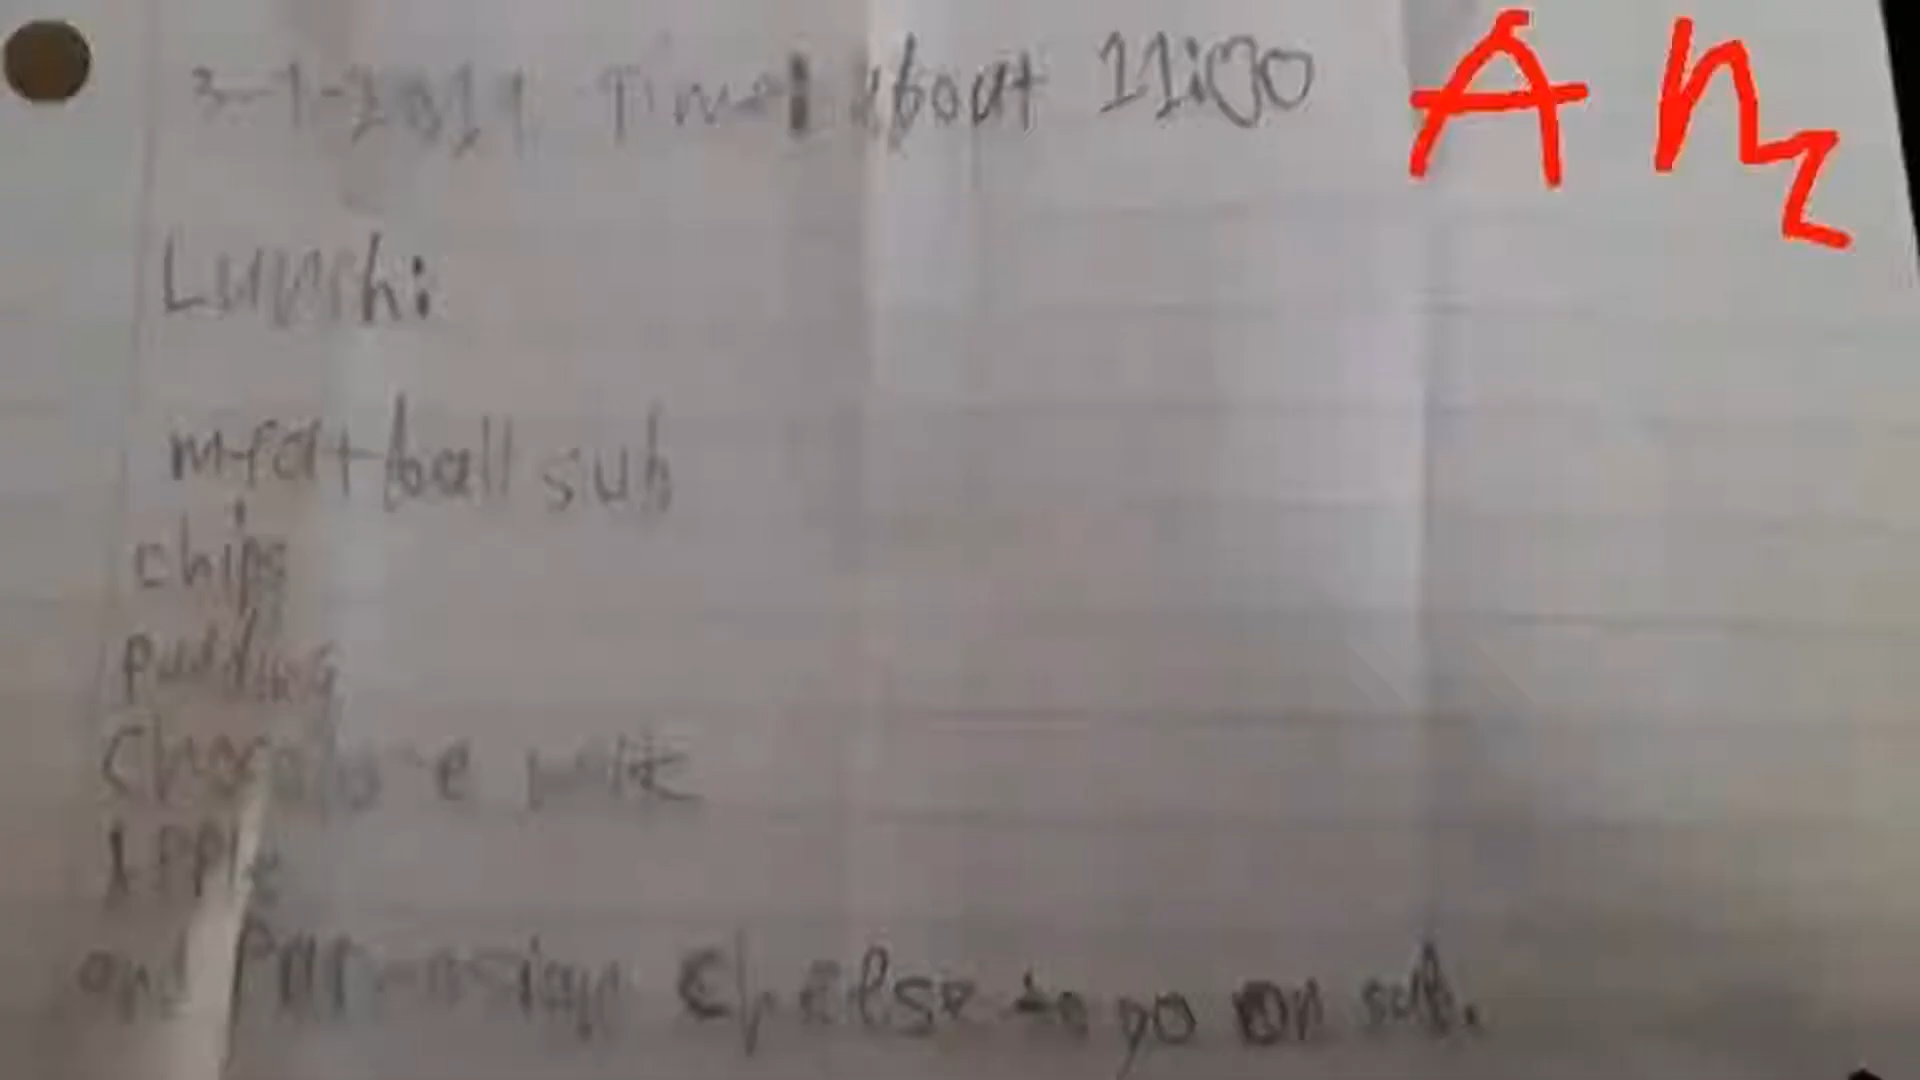 3-1-2011 Time: about 11:00 Am
Lunch:
meatball sub
chips
pudding
chocolate milk
Apple
and Parmesian cheese to go on sub.